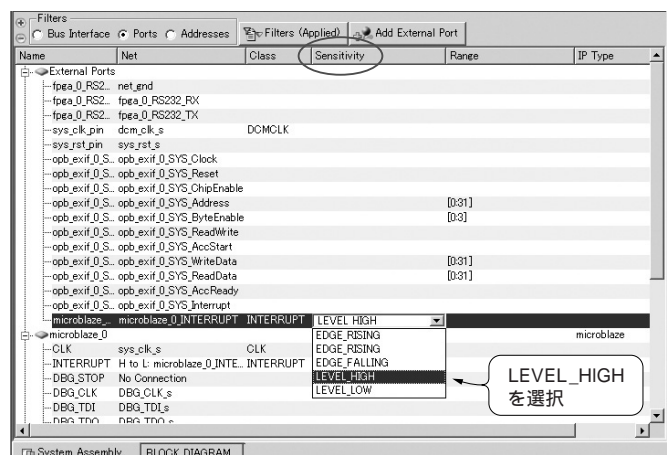 Filters
Bus Interface Ports Addresses Filters (Applied) Add External Port
Name Net Class Sensitivity Range IP Type
External Ports
fpga_0_RS2... net_gnd
fpga_0_RS2... fpga_0_RS232_RX
fpga_0_RS2... fpga_0_RS232_TX
sys_clk_pin dcm_clk_s DCMCLK
sys_rst_pin sys_rst_s
opb_exif_0_S... opb_exif_0_SYS_Clock
opb_exif_0_S... opb_exif_0_SYS_Reset
opb_exif_0_S... opb_exif_0_SYS_ChipEnable
opb_exif_0_S... opb_exif_0_SYS_Address [0:31]
opb_exif_0_S... opb_exif_0_SYS_ByteEnable [0:3]
opb_exif_0_S... opb_exif_0_SYS_ReadWrite
opb_exif_0_S... opb_exif_0_SYS_AccStart
opb_exif_0_S... opb_exif_0_SYS_WriteData [0:31]
opb_exif_0_S... opb_exif_0_SYS_ReadData [0:31]
opb_exif_0_S... opb_exif_0_SYS_AccReady
opb_exif_0_S... opb_exif_0_SYS_Interrupt
microblaze_... microblaze_0_INTERRUPT INTERRUPT LEVEL HIGH
microblaze_0 EDGE_RISING microblaze
CLK sys_clk_s CLK EDGE_RISING
INTERRUPT H to L: microblaze_0_INTE... INTERRUPT EDGE_FALLING
DBG_STOP No Connection LEVEL_HIGH
DBG_CLK DBG_CLK_s LEVEL_LOW
DBG_TDI DBG_TDI_s
DBG_TDO DBG_TDO_s
LEVEL_HIGH
を選択
System Assembly BLOCK DIAGRAM